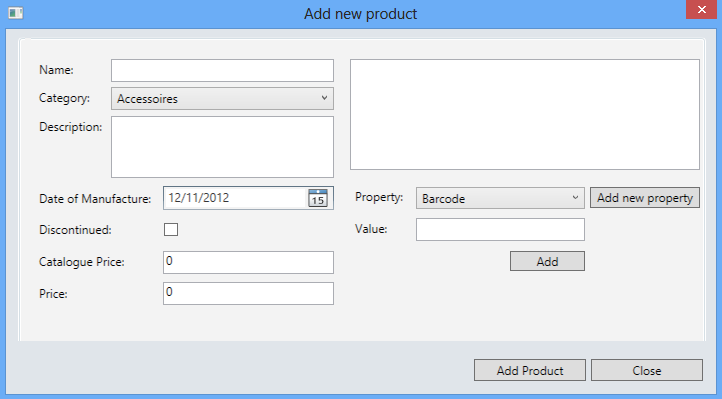 Add new product
Name:
Category: Accessoires
Description:
Date of Manufacture: 12/11/2012 15
Property: Barcode Add new property
Discontinued:
Value:
Catalogue Price: 0
Add
Price: 0
Add Product Close